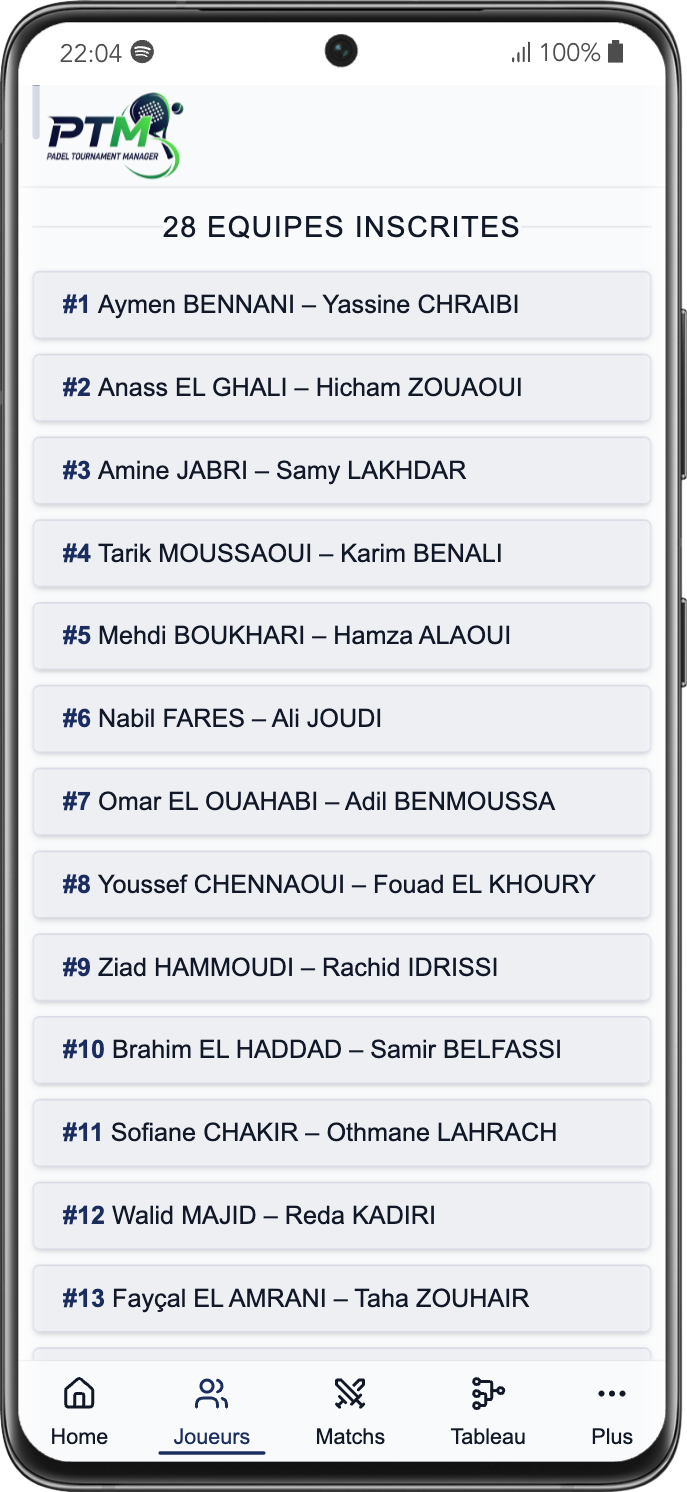 22:04
100%
PTM
PADEL TOURNAMENT MANAGER
28 EQUIPES INSCRITES
#1 Aymen BENNANI – Yassine CHRAIBI
#2 Anass EL GHALI – Hicham ZOUAOUI
#3 Amine JABRI – Samy LAKHDAR
#4 Tarik MOUSSAOUI – Karim BENALI
#5 Mehdi BOUKHARI – Hamza ALAOUI
#6 Nabil FARES – Ali JOUDI
#7 Omar EL OUAHABI – Adil BENMOUSSA
#8 Youssef CHENNAOUI – Fouad EL KHOURY
#9 Ziad HAMMOUDI – Rachid IDRISSI
#10 Brahim EL HADDAD – Samir BELFASSI
#11 Sofiane CHAKIR – Othmane LAHRACH
#12 Walid MAJID – Reda KADIRI
#13 Fayçal EL AMRANI – Taha ZOUHAIR
Home
Joueurs
Matchs
Tableau
Plus